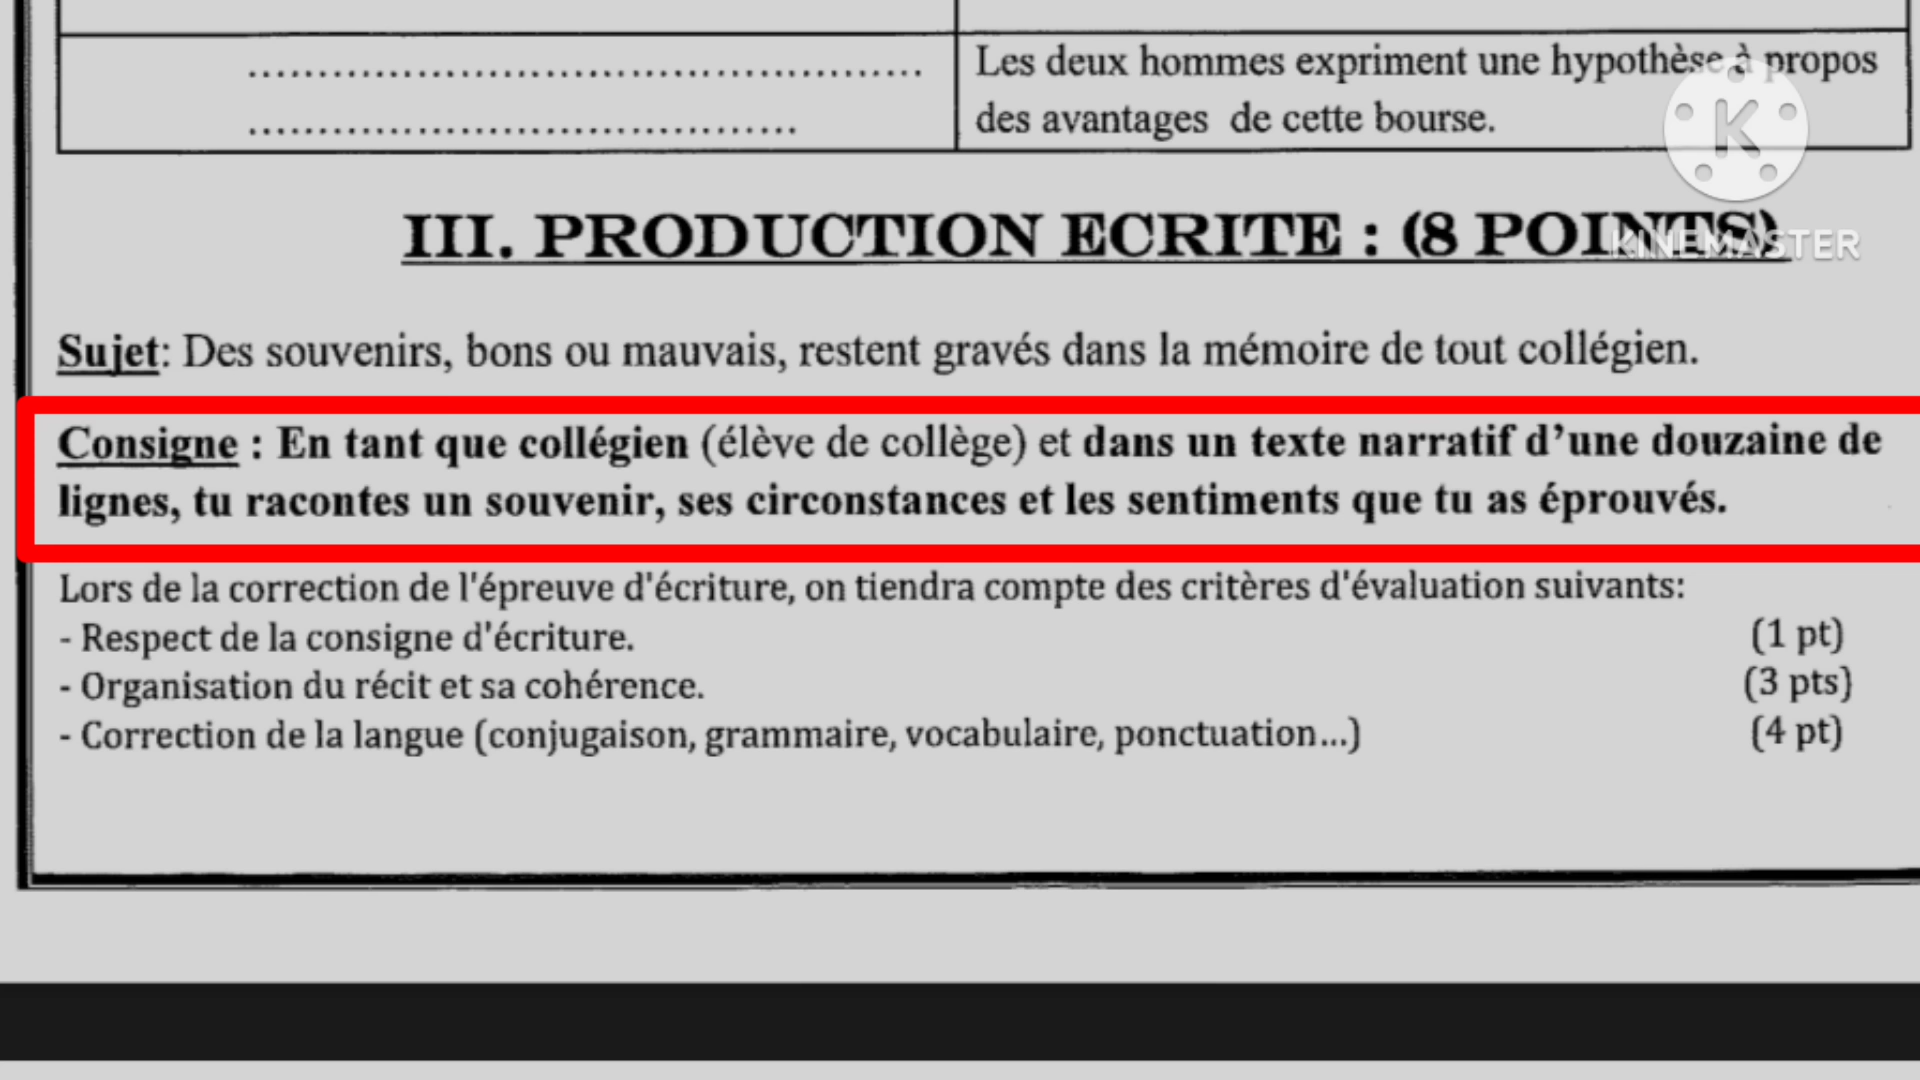 Les deux hommes expriment une hypothèse à propos
des avantages de cette bourse.
III. PRODUCTION ECRITE : (8 POINTS)
KINEMASTER
Sujet: Des souvenirs, bons ou mauvais, restent gravés dans la mémoire de tout collégien.
Consigne : En tant que collégien (élève de collège) et dans un texte narratif d’une douzaine de
lignes, tu racontes un souvenir, ses circonstances et les sentiments que tu as éprouvés.
Lors de la correction de l'épreuve d'écriture, on tiendra compte des critères d'évaluation suivants:
- Respect de la consigne d'écriture. (1 pt)
- Organisation du récit et sa cohérence. (3 pts)
- Correction de la langue (conjugaison, grammaire, vocabulaire, ponctuation...) (4 pt)